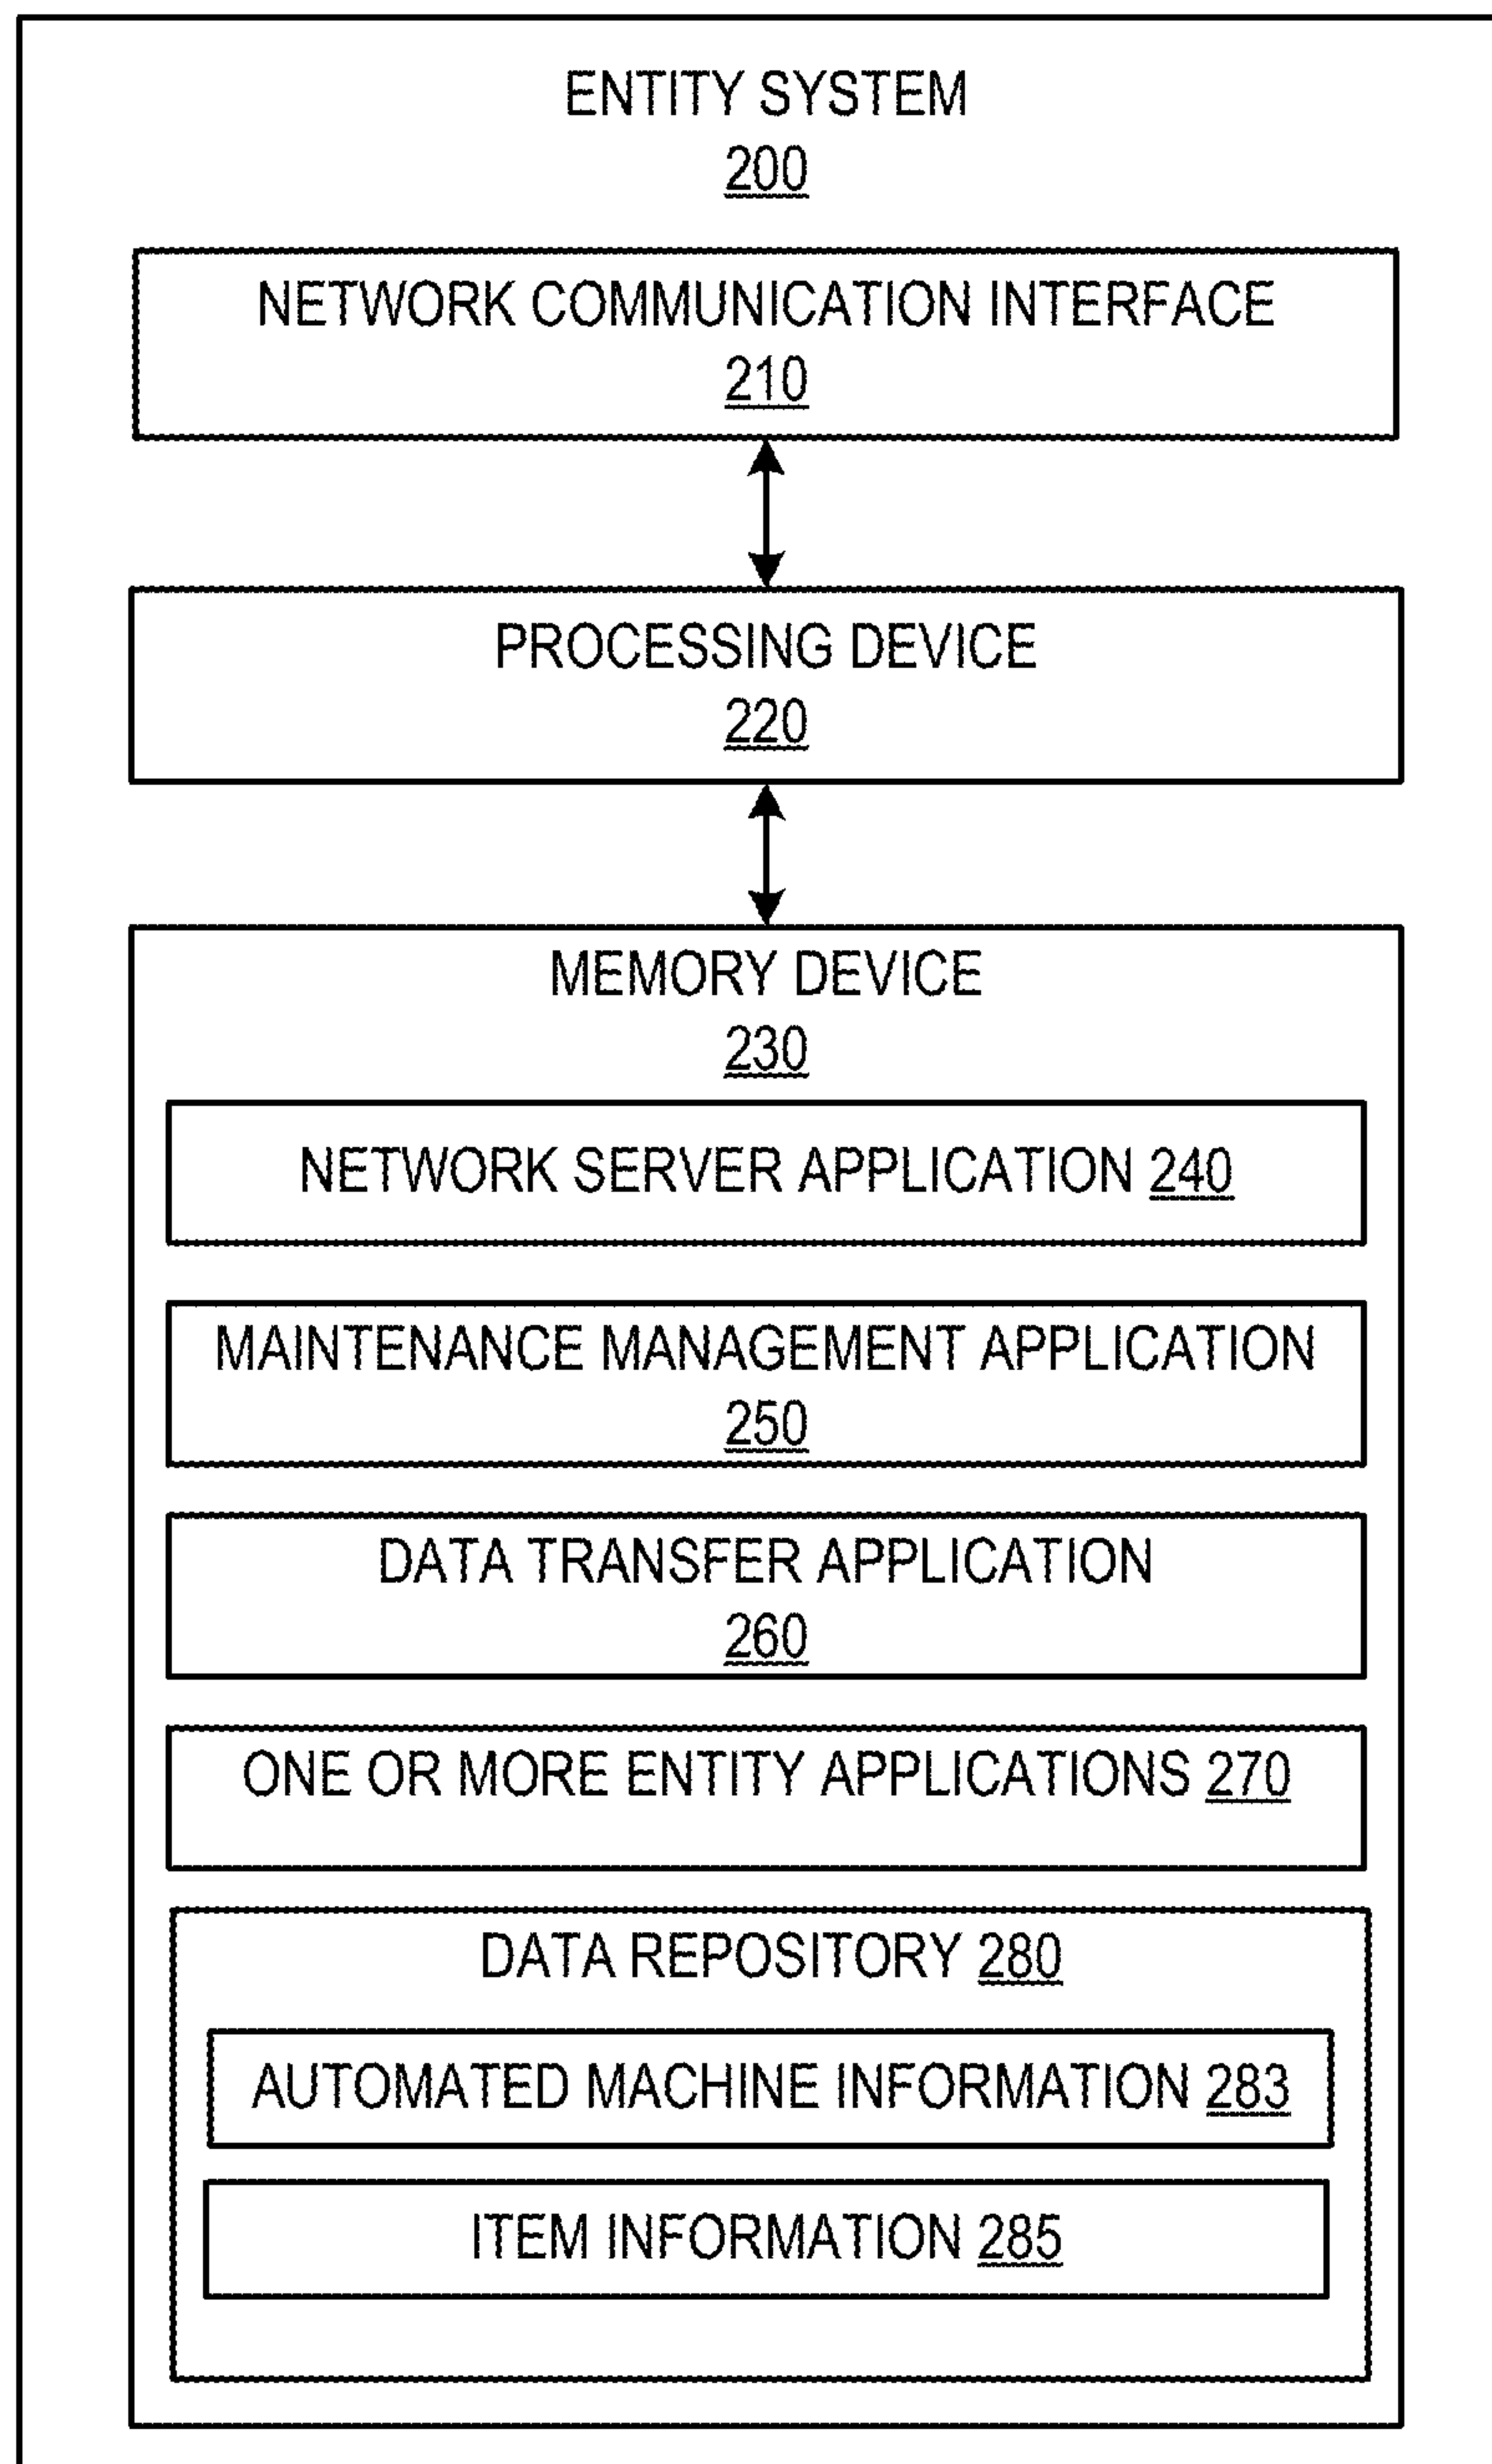 ENTITY SYSTEM
200
NETWORK COMMUNICATION INTERFACE
210
PROCESSING DEVICE
220
MEMORY DEVICE
230
NETWORK SERVER APPLICATION 240
MAINTENANCE MANAGEMENT APPLICATION
250
DATA TRANSFER APPLICATION
260
ONE OR MORE ENTITY APPLICATIONS 270
DATA REPOSITORY 280
AUTOMATED MACHINE INFORMATION 283
ITEM INFORMATION 285